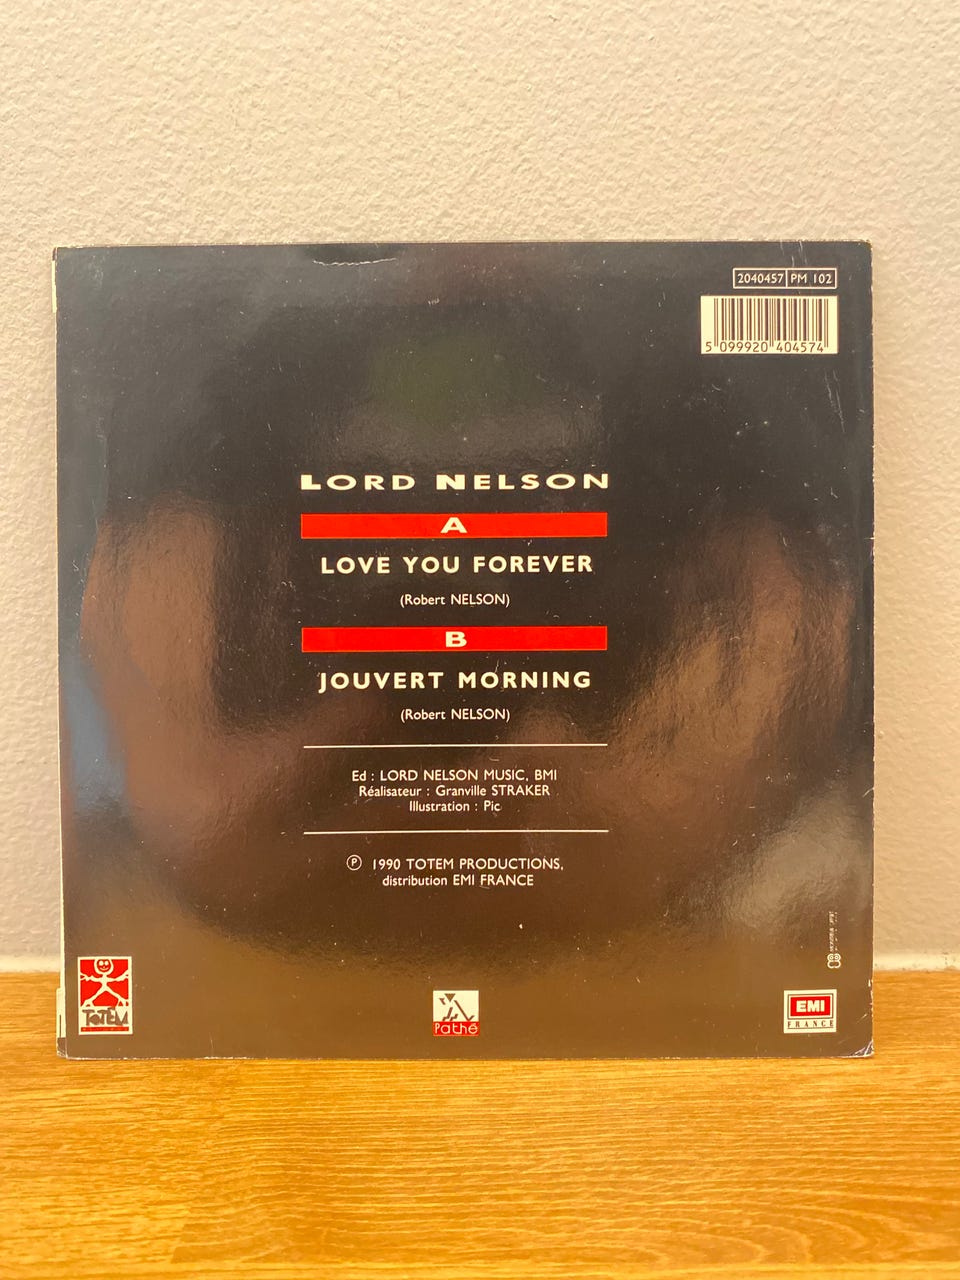 2040457 PM 102
5 099920 404574
LORD NELSON
A
LOVE YOU FOREVER
(Robert NELSON)
B
JOUVERT MORNING
(Robert NELSON)
Ed : LORD NELSON MUSIC, BMI
Réalisateur : Granville STRAKER
Illustration : Pic
℗ 1990 TOTEM PRODUCTIONS,
distribution EMI FRANCE
TOTEM
Pathé
EMI
FRANCE